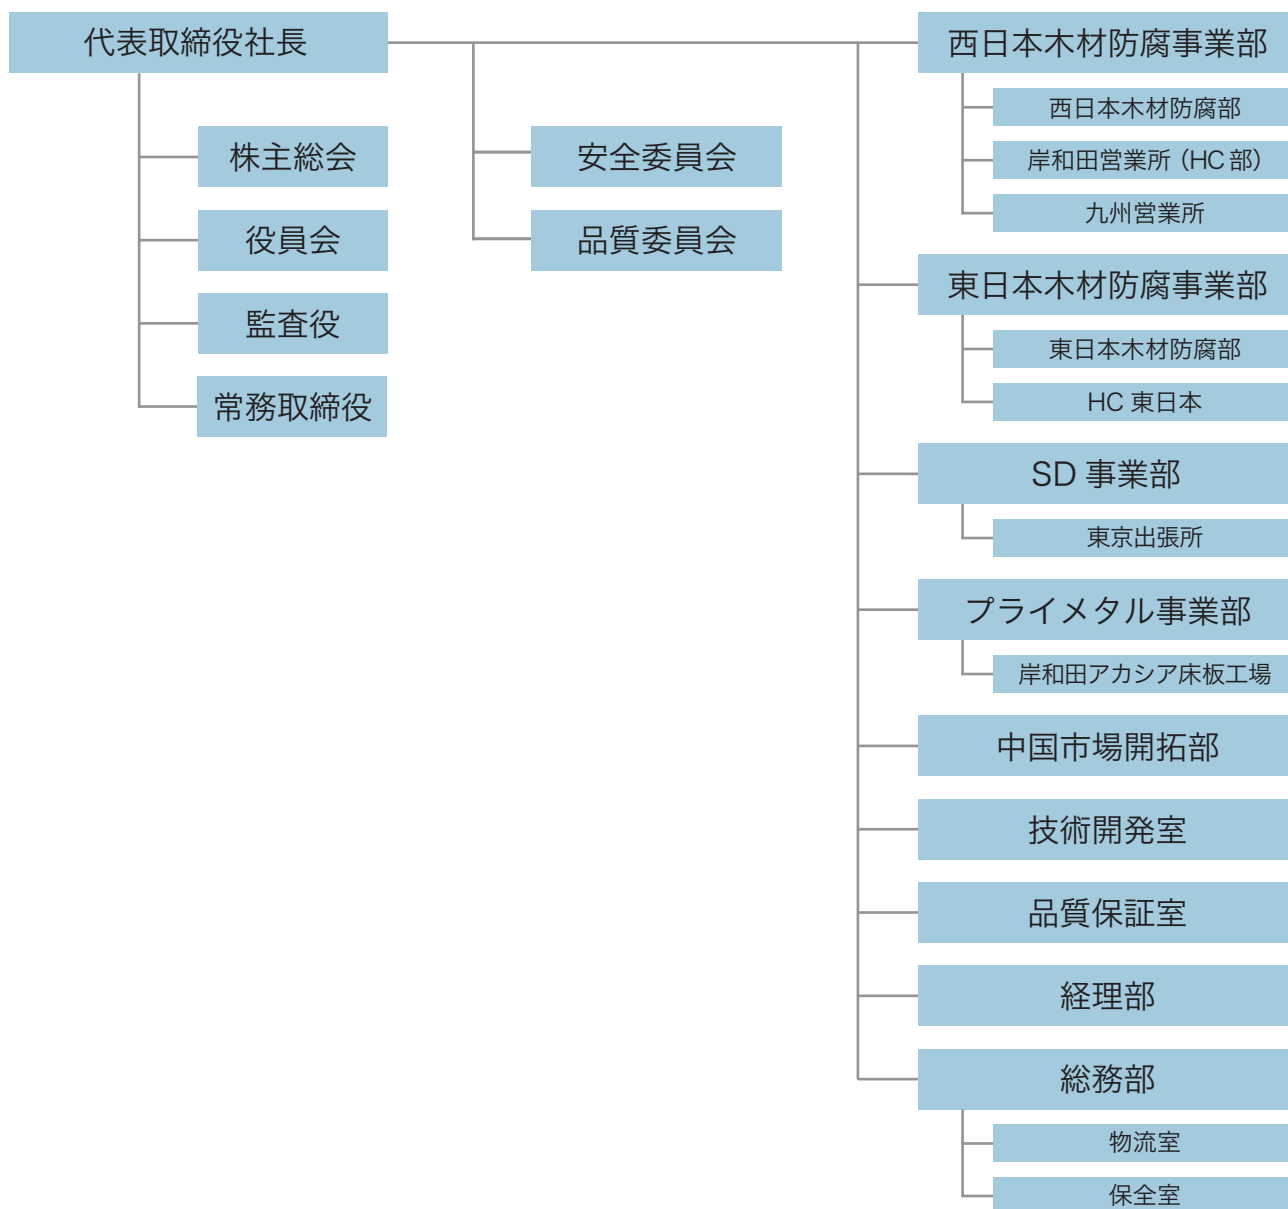 代表取締役社長
株主総会
役員会
監査役
常務取締役
安全委員会
品質委員会
西日本木材防腐事業部
西日本木材防腐部
岸和田営業所（HC部）
九州営業所
東日本木材防腐事業部
東日本木材防腐部
HC 東日本
SD 事業部
東京出張所
プライメタル事業部
岸和田アカシア床板工場
中国市場開拓部
技術開発室
品質保証室
経理部
総務部
物流室
保全室